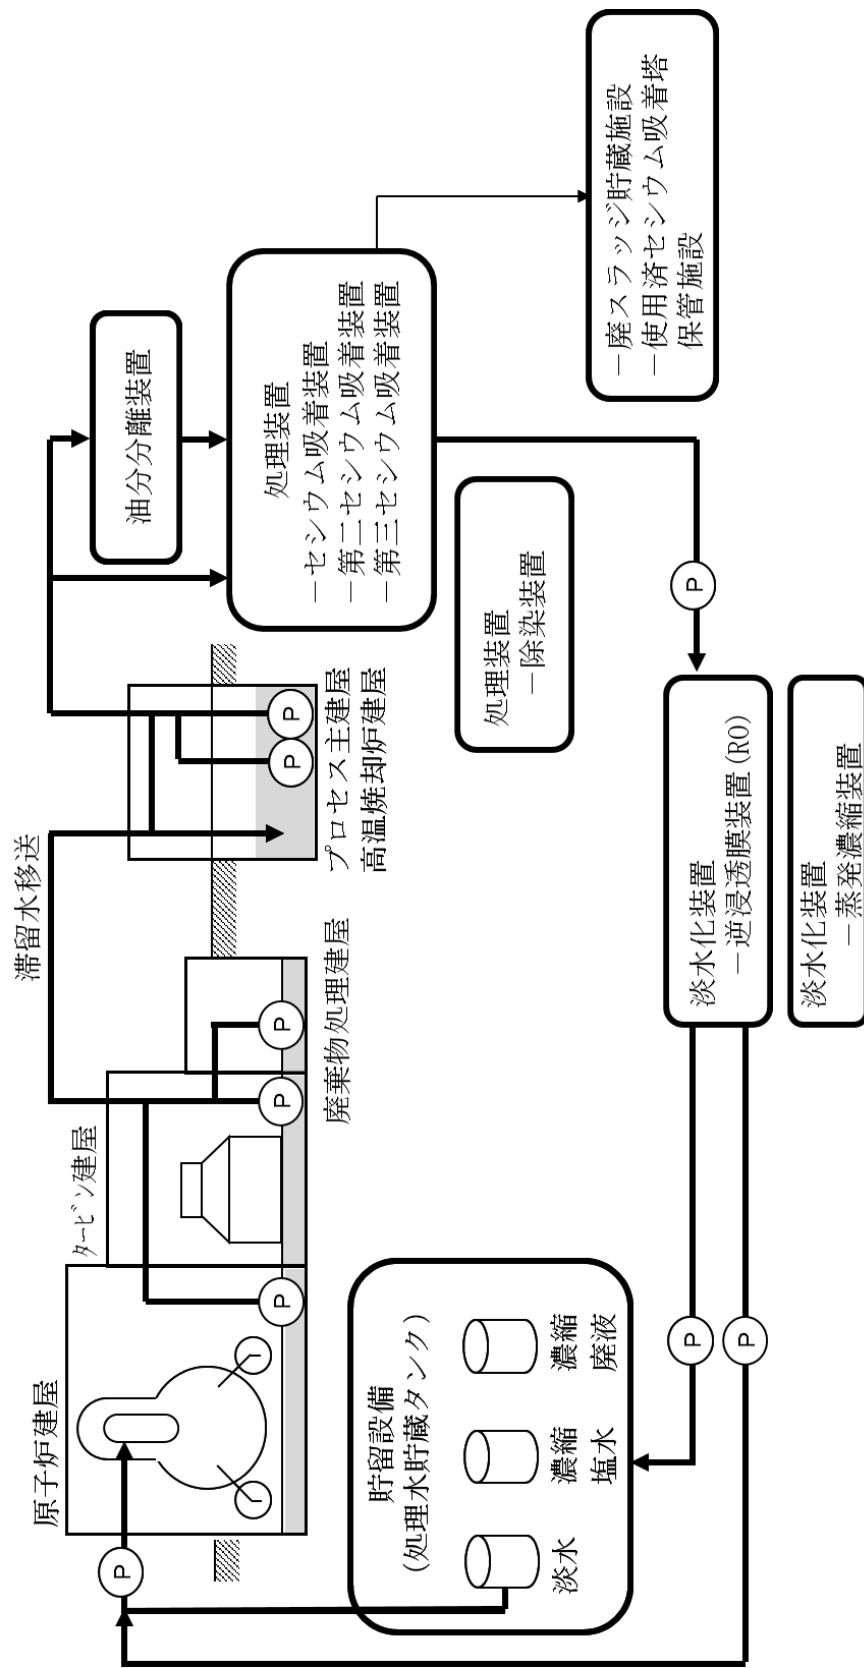 原子炉建屋
タービン建屋
廃棄物処理建屋
滞留水移送
プロセス主建屋
高温焼却炉建屋
油分分離装置
処理装置
－セシウム吸着装置
－第二セシウム吸着装置
－第三セシウム吸着装置
処理装置
－除染装置
－廃スラッジ貯蔵施設
－使用済セシウム吸着塔
保管施設
淡水化装置
－逆浸透膜装置(RO)
淡水化装置
－蒸発濃縮装置
貯留設備
(処理水貯蔵タンク)
淡水
濃縮
塩水
濃縮
廃液
P
P
P
P
P
P
P
P
P